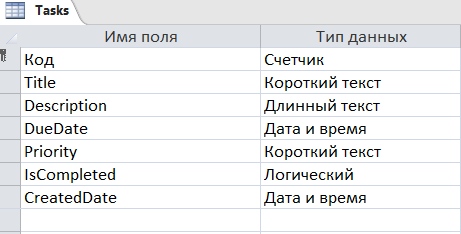 Tasks
Имя поля Тип данных
Код Счетчик
Title Короткий текст
Description Длинный текст
DueDate Дата и время
Priority Короткий текст
IsCompleted Логический
CreatedDate Дата и время